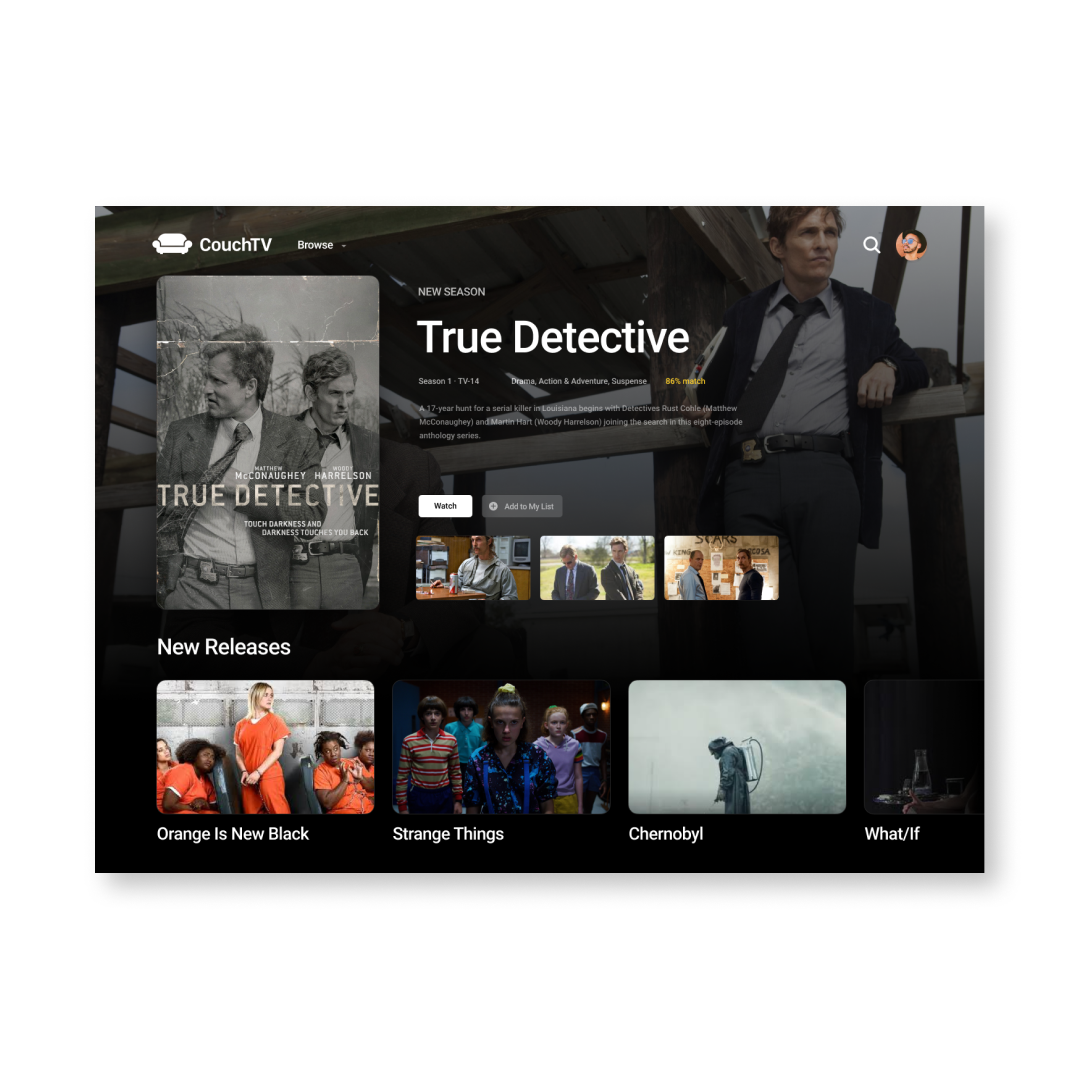 CouchTV
Browse
NEW SEASON
True Detective
Season 1 · TV-14
Drama, Action & Adventure, Suspense
86% match
A 17-year hunt for a serial killer in Louisiana begins with Detectives Rust Cohle (Matthew
McConaughey) and Martin Hart (Woody Harrelson) joining the search in this eight-episode
anthology series.
MATTHEW
McCONAUGHEY
WOODY
HARRELSON
TRUE DETECTIVE
TOUCH DARKNESS AND
DARKNESS TOUCHES YOU BACK
Watch
Add to My List
SCARS
KING
New Releases
Orange Is New Black
Strange Things
Chernobyl
What/If